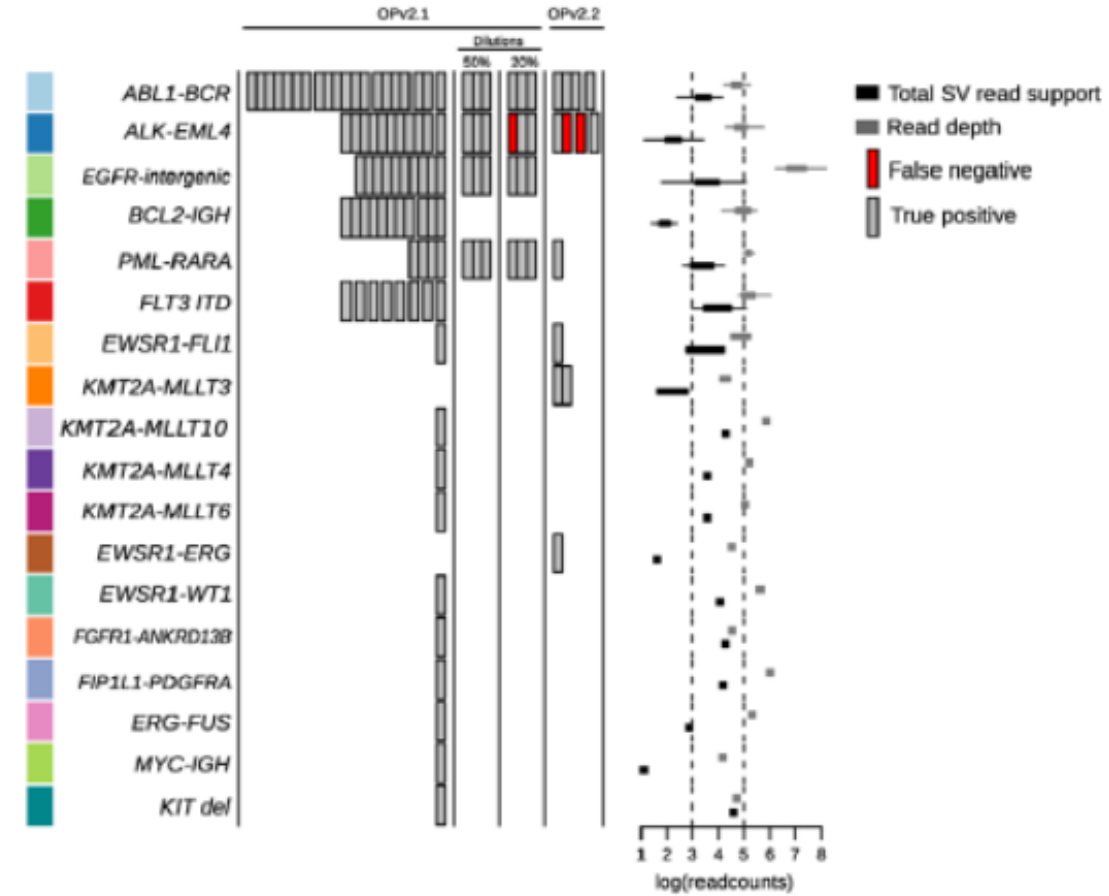 OPv2.1 OPv2.2
Dilutions
50% 20%
ABL1-BCR
ALK-EML4
EGFR-intergenic
BCL2-IGH
PML-RARA
FLT3 ITD
EWSR1-FLI1
KMT2A-MLLT3
KMT2A-MLLT10
KMT2A-MLLT4
KMT2A-MLLT6
EWSR1-ERG
EWSR1-WT1
FGFR1-ANKRD13B
FIP1L1-PDGFRA
ERG-FUS
MYC-IGH
KIT del
Total SV read support
Read depth
False negative
True positive
1 2 3 4 5 6 7 8
log(readcounts)